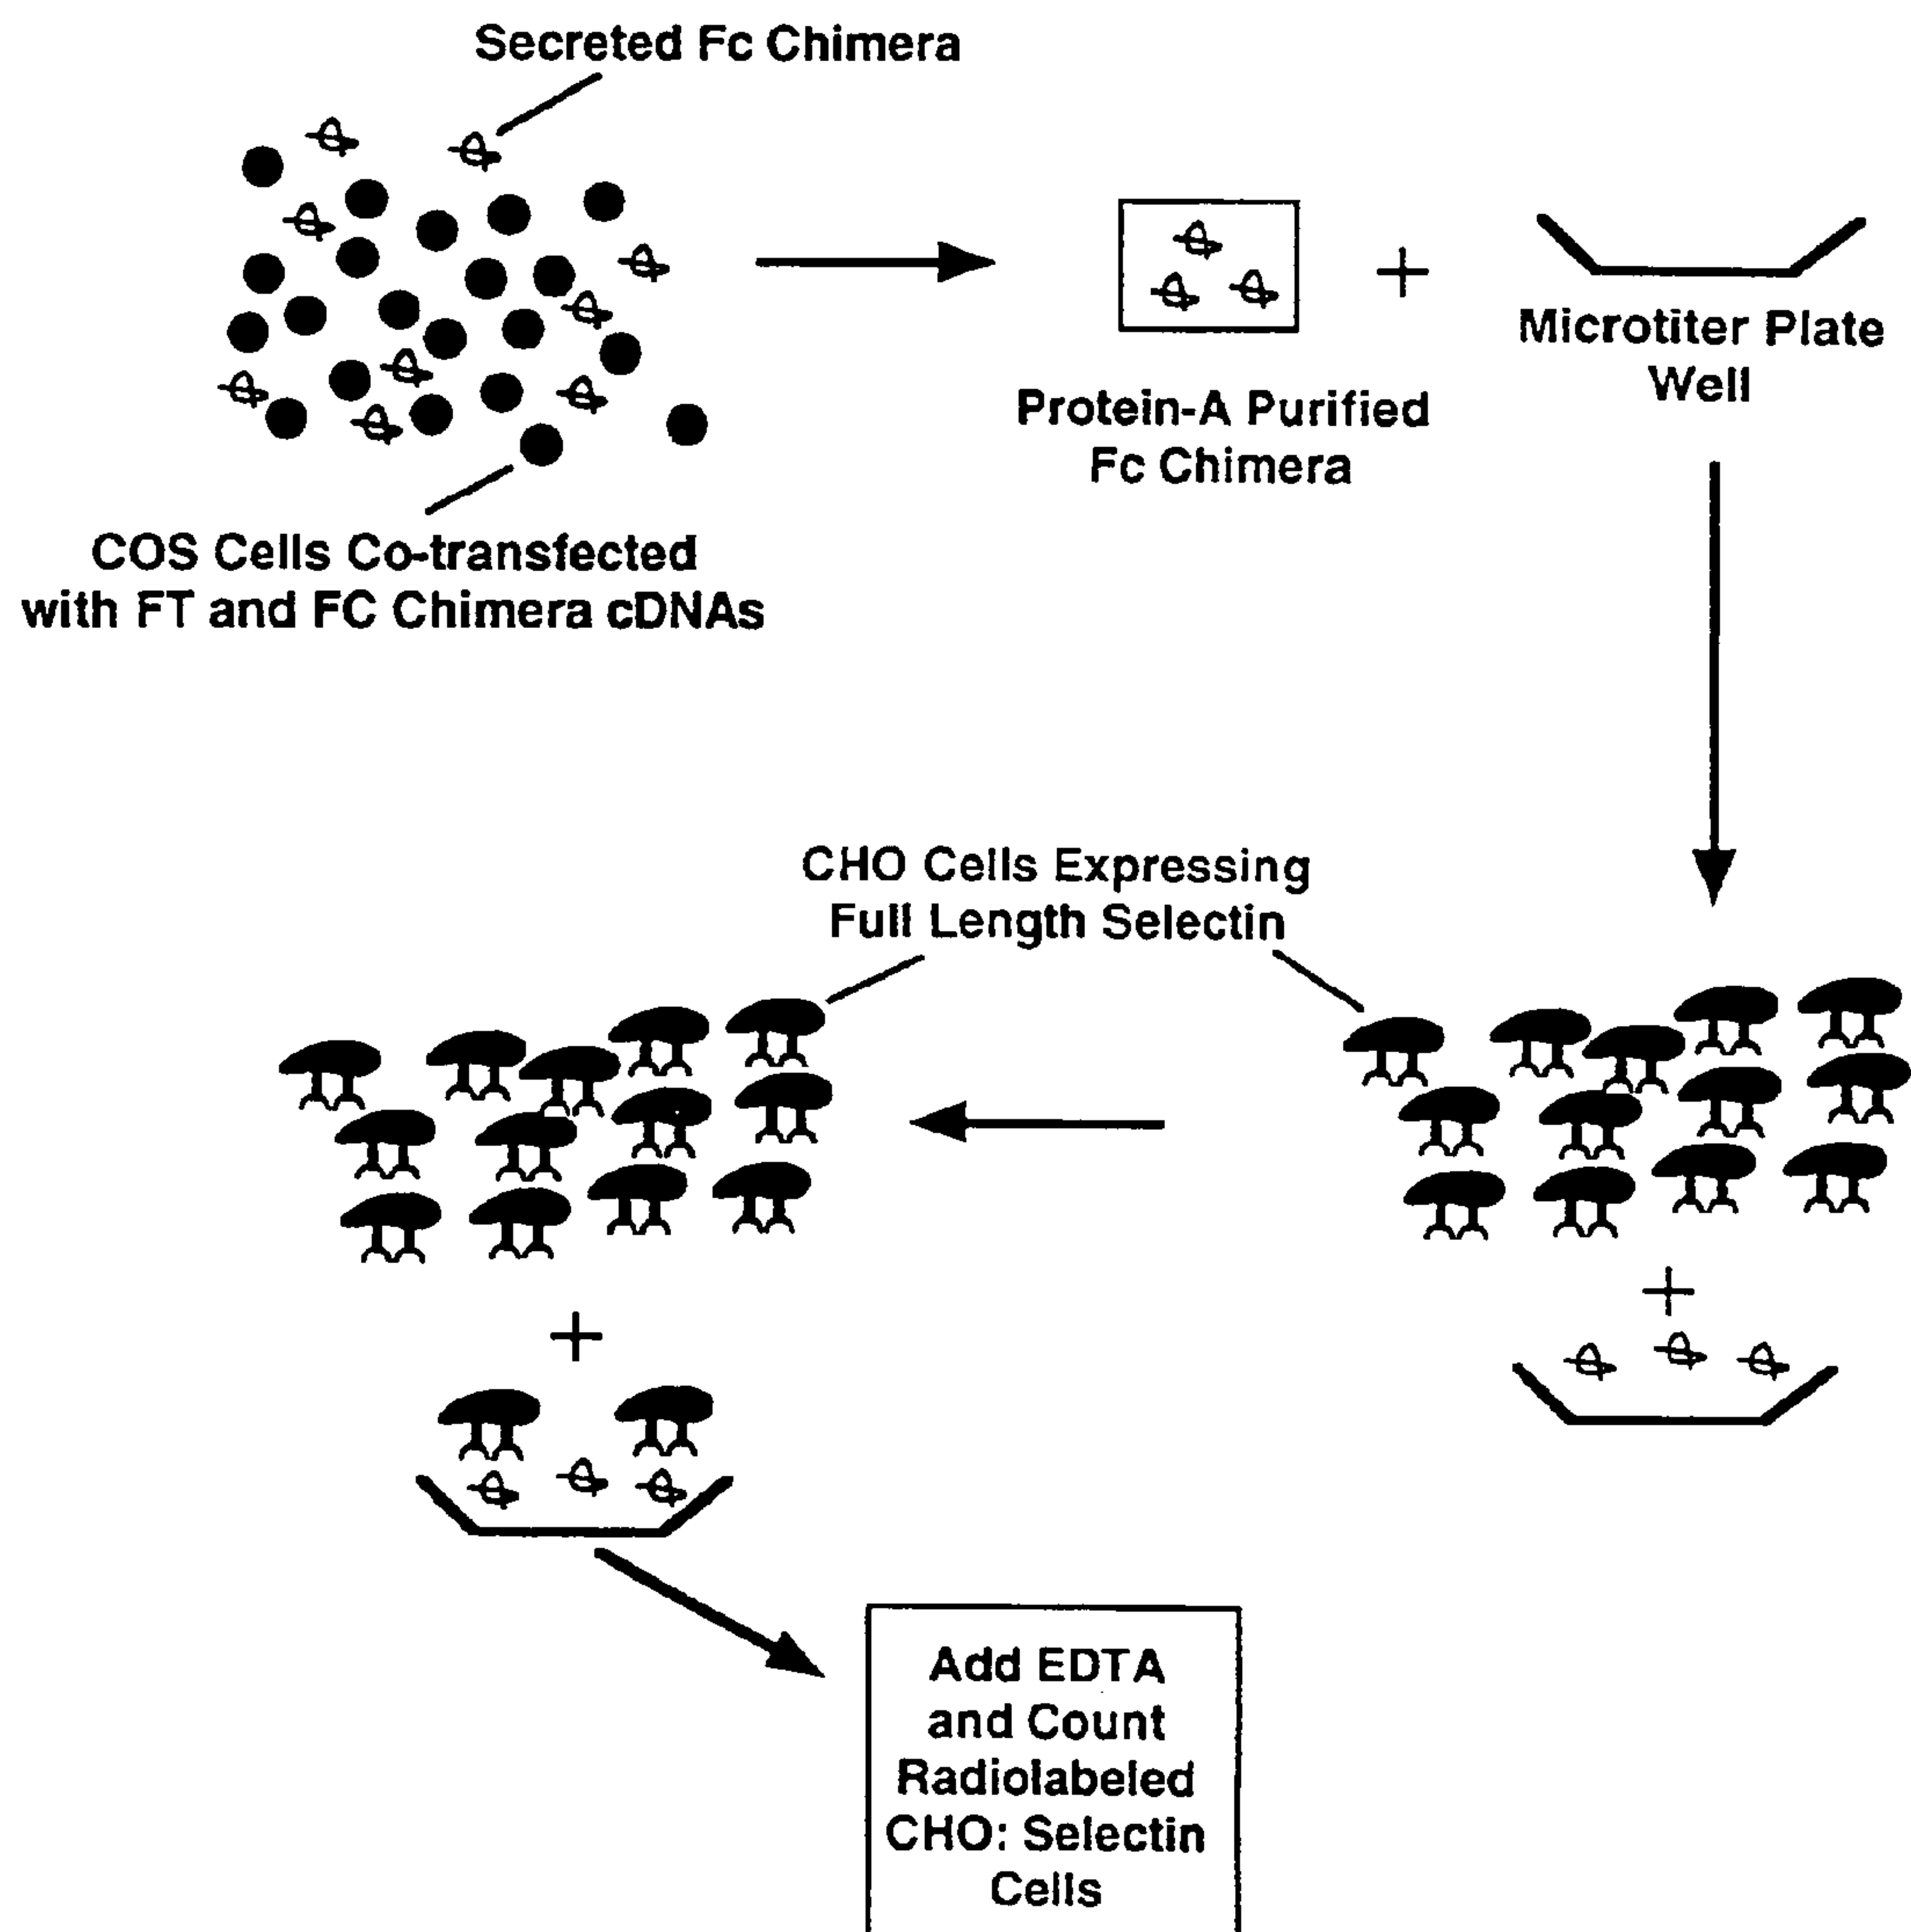 Secreted Fc Chimera
COS Cells Co-transfected
with FT and FC Chimera cDNAs
Protein-A Purified
Fc Chimera
+
Microtiter Plate
Well
CHO Cells Expressing
Full Length Selectin
+
+
Add EDTA
and Count
Radiolabeled
CHO: Selectin
Cells